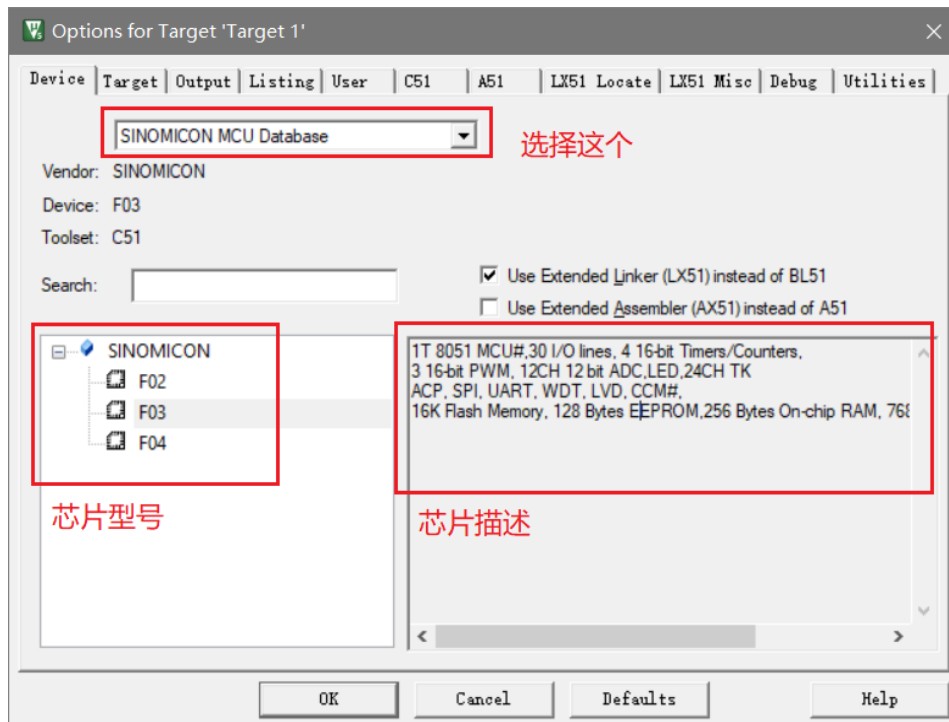 Options for Target 'Target 1'
Device Target Output Listing User C51 A51 LX51 Locate LX51 Misc Debug Utilities
SINOMICON MCU Database
选择这个
Vendor: SINOMICON
Device: F03
Toolset: C51
Search:
Use Extended Linker (LX51) instead of BL51
Use Extended Assembler (AX51) instead of A51
SINOMICON
F02
F03
F04
芯片型号
1T 8051 MCU#,30 I/O lines, 4 16-bit Timers/Counters,
3 16-bit PWM, 12CH 12 bit ADC,LED,24CH TK
ACP, SPI, UART, WDT, LVD, CCM#,
16K Flash Memory, 128 Bytes EEPROM,256 Bytes On-chip RAM, 768
芯片描述
OK Cancel Defaults Help